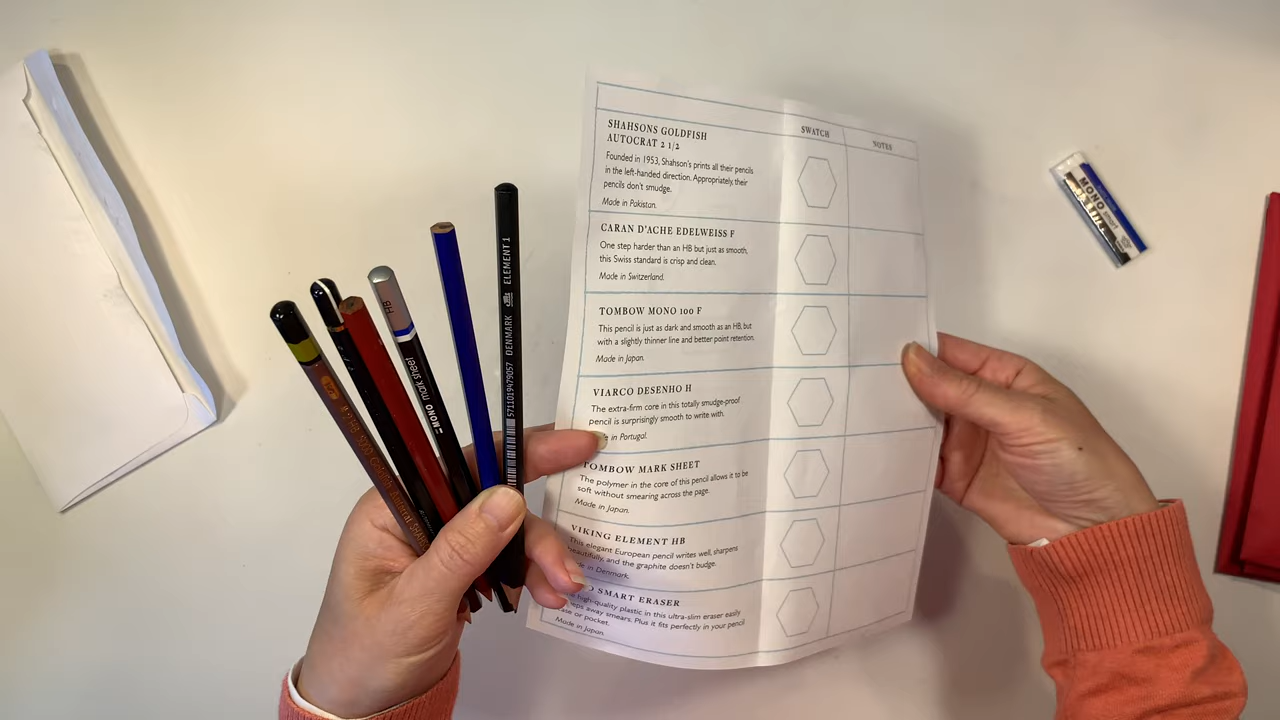 SWATCH
NOTES
SHAHSONS GOLDFISH
AUTOCRAT 2 1/2
Founded in 1953, Shahson's prints all their pencils
in the left-handed direction. Appropriately, their
pencils don't smudge.
Made in Pakistan.
CARAN D'ACHE EDELWEISS F
One step harder than an HB but just as smooth,
this Swiss standard is crisp and clean.
Made in Switzerland.
TOMBOW MONO 100 F
This pencil is just as dark and smooth as an HB, but
with a slightly thinner line and better point retention.
Made in Japan.
VIARCO DESENHO H
The extra-firm core in this totally smudge-proof
pencil is surprisingly smooth to write with.
in Portugal.
TOMBOW MARK SHEET
The polymer in the core of this pencil allows it to be
soft without smearing across the page.
Made in Japan.
VIKING ELEMENT HB
This elegant European pencil writes well, sharpens
beautifully, and the graphite doesn't budge.
in Denmark.
SMART ERASER
high-quality plastic in this ultra-slim eraser easily
away smears. Plus it fits perfectly in your pencil
case or pocket.
Made in Japan
HB
MONO mark sheet
5711019479057 DENMARK ELEMENT 1
MONO smart